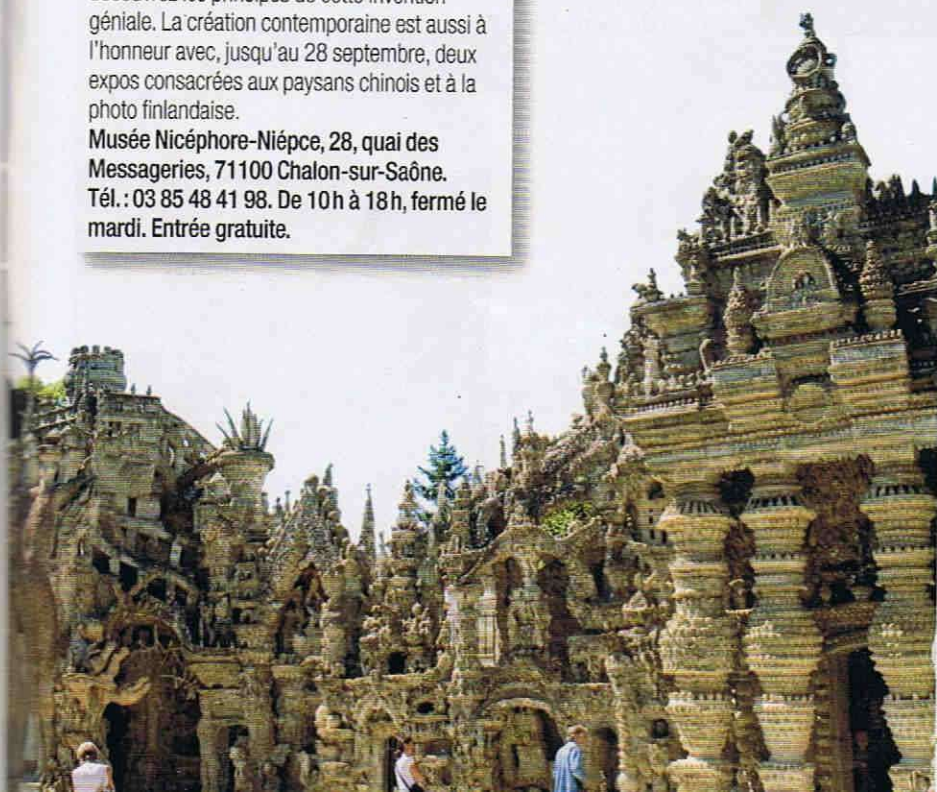 géniale. La création contemporaine est aussi à
l'honneur avec, jusqu'au 28 septembre, deux
expos consacrées aux paysans chinois et à la
photo finlandaise.
Musée Nicéphore-Niépce, 28, quai des
Messageries, 71100 Chalon-sur-Saône.
Tél.: 03 85 48 41 98. De 10h à 18h, fermé le
mardi. Entrée gratuite.